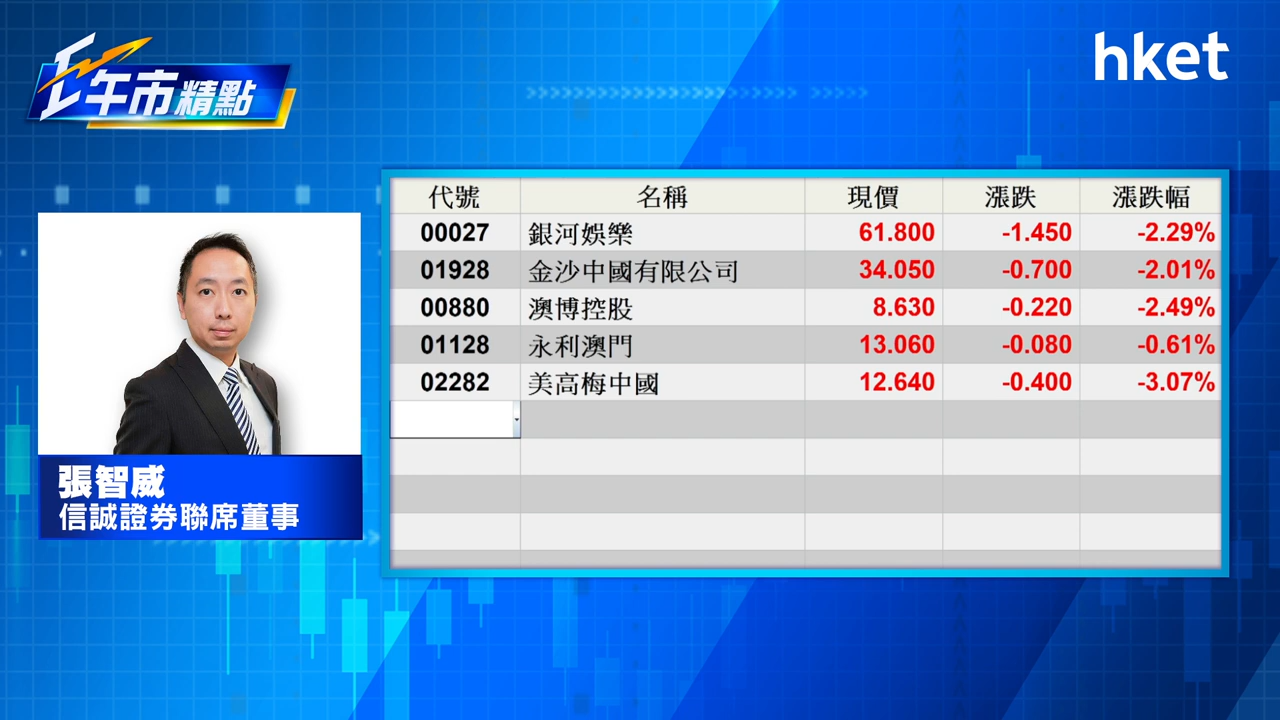 午市精點
hket
代號 名稱 現價 漲跌 漲跌幅
00027 銀河娛樂 61.800 -1.450 -2.29%
01928 金沙中國有限公司 34.050 -0.700 -2.01%
00880 澳博控股 8.630 -0.220 -2.49%
01128 永利澳門 13.060 -0.080 -0.61%
02282 美高梅中國 12.640 -0.400 -3.07%
張智威
信誠證券聯席董事